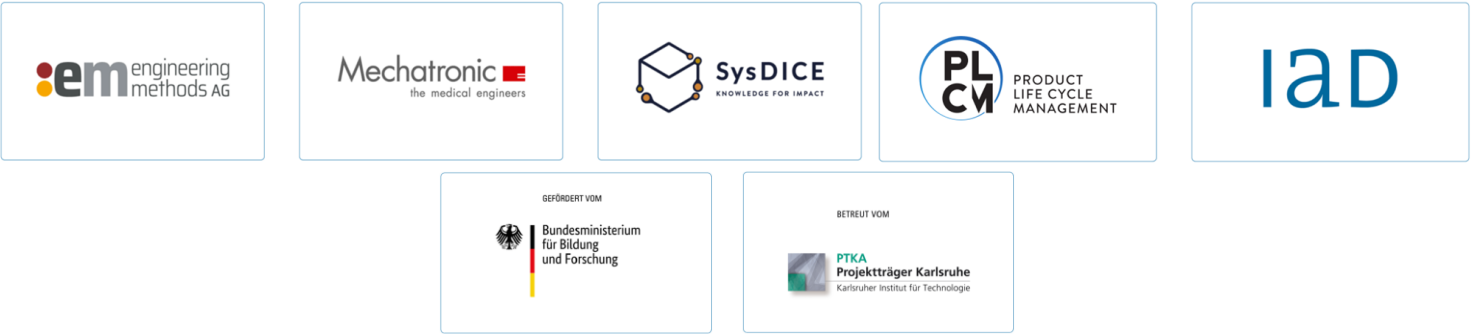 :em engineering
methods AG
Mechatronic
the medical engineers
SysDICE
KNOWLEDGE FOR IMPACT
PL
CM
PRODUCT
LIFE CYCLE
MANAGEMENT
IaD
GEFÖRDERT VOM
Bundesministerium
für Bildung
und Forschung
BETREUT VOM
PTKA
Projektträger Karlsruhe
Karlsruher Institut für Technologie